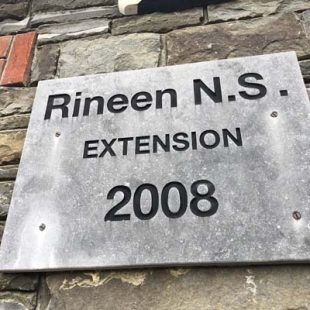 Rineen N.S.
EXTENSION
2008